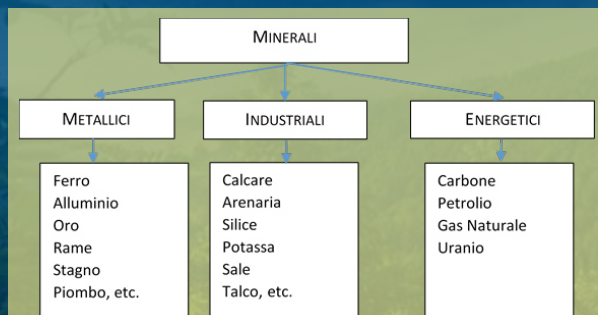 MINERALI
METALLICI
INDUSTRIALI
ENERGETICI
Ferro
Alluminio
Oro
Rame
Stagno
Piombo, etc.
Calcare
Arenaria
Silice
Potassa
Sale
Talco, etc.
Carbone
Petrolio
Gas Naturale
Uranio